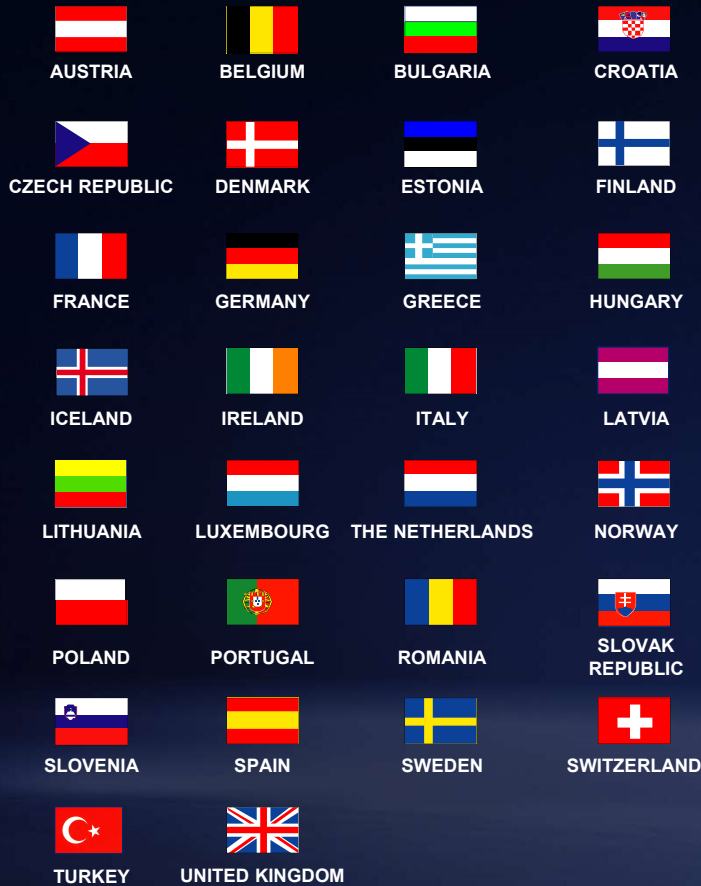 AUSTRIA BELGIUM BULGARIA CROATIA
CZECH REPUBLIC DENMARK ESTONIA FINLAND
FRANCE GERMANY GREECE HUNGARY
ICELAND IRELAND ITALY LATVIA
LITHUANIA LUXEMBOURG THE NETHERLANDS NORWAY
POLAND PORTUGAL ROMANIA SLOVAK
REPUBLIC
SLOVENIA SPAIN SWEDEN SWITZERLAND
TURKEY UNITED KINGDOM